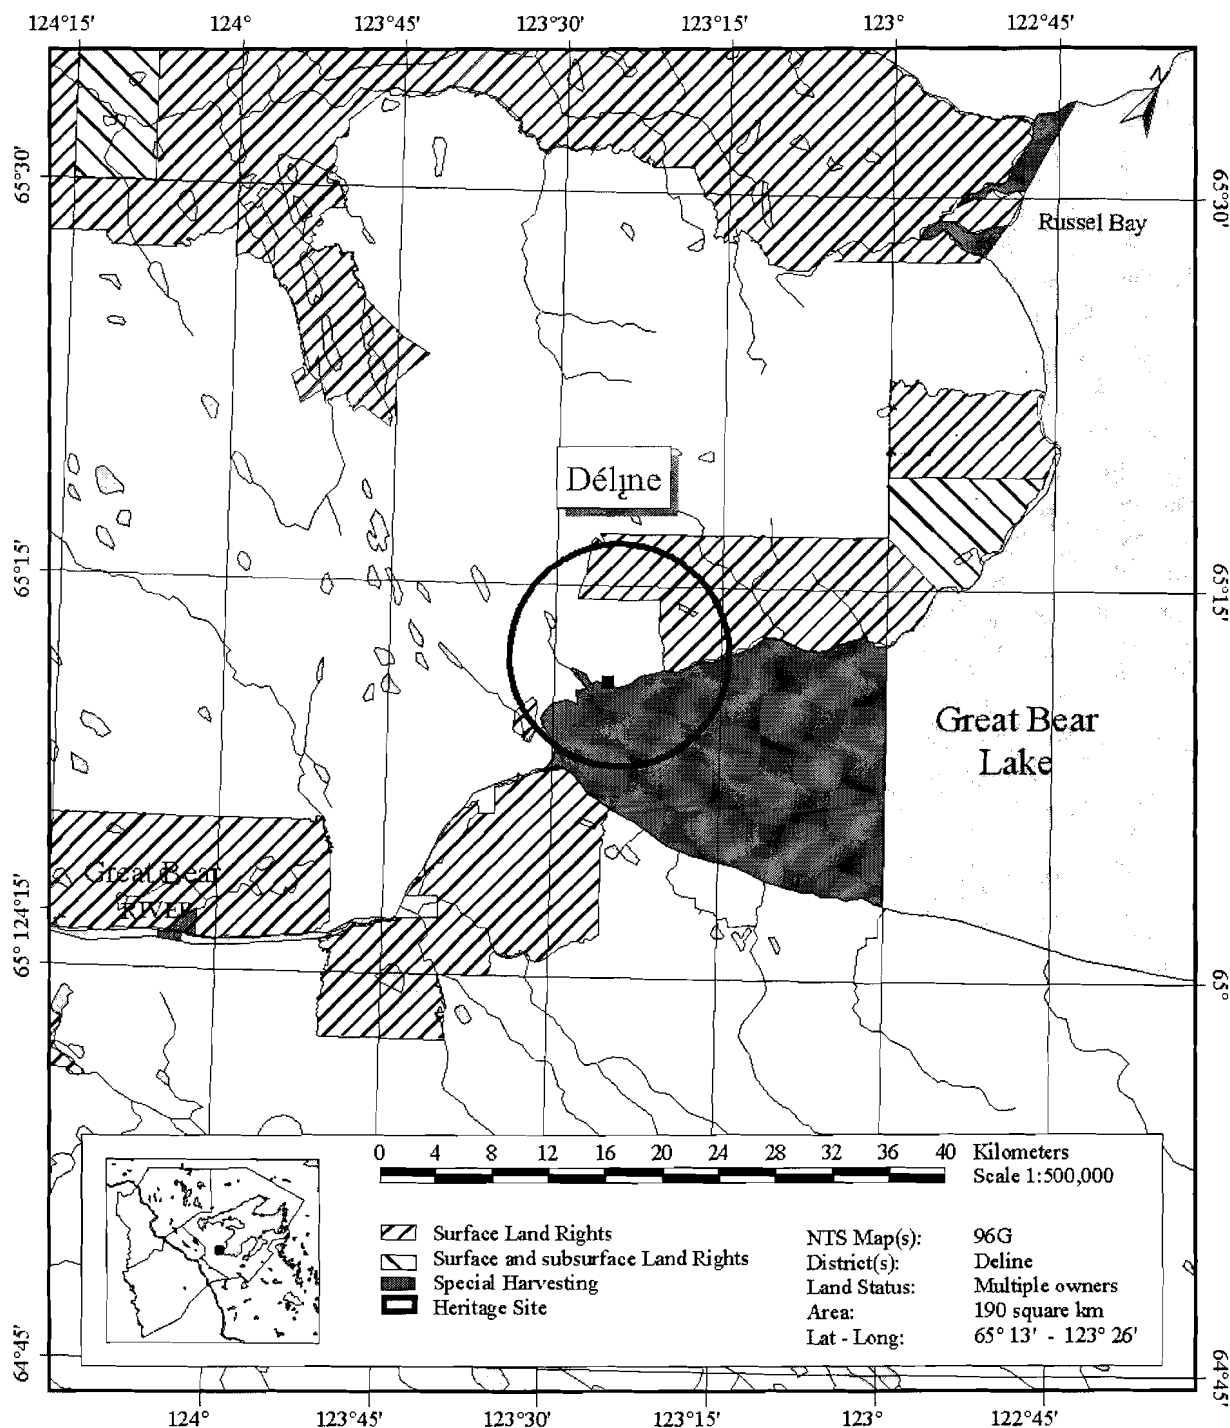 124°15' 124° 123°45' 123°30' 123°15' 123° 122°45'
N
65°30' 65°30'
Russel Bay
Délı̨ne
65°15' 65°15'
Great Bear
Lake
Great Bear
RIVER
124°15'
65° 65°
0 4 8 12 16 20 24 28 32 36 40 Kilometers
Scale 1:500,000
Surface Land Rights
Surface and subsurface Land Rights
Special Harvesting
Heritage Site
NTS Map(s): 96G
District(s): Deline
Land Status: Multiple owners
Area: 190 square km
Lat - Long: 65° 13' - 123° 26'
64°45' 64°45'
124° 123°45' 123°30' 123°15' 123° 122°45'